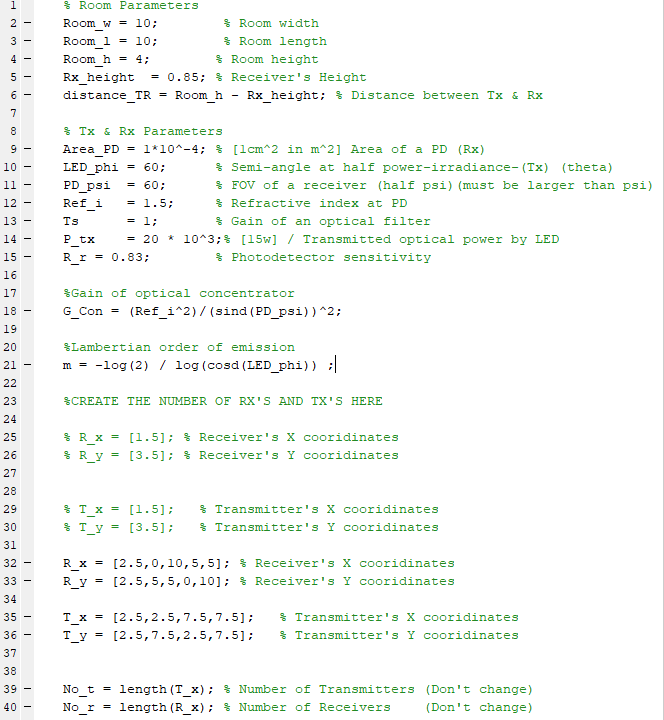 1 % Room Parameters
2 − Room_w = 10; % Room width
3 − Room_l = 10; % Room length
4 − Room_h = 4; % Room height
5 − Rx_height = 0.85; % Receiver's Height
6 − distance_TR = Room_h - Rx_height; % Distance between Tx & Rx
7
8 % Tx & Rx Parameters
9 − Area_PD = 1*10^-4; % [1cm^2 in m^2] Area of a PD (Rx)
10 − LED_phi = 60; % Semi-angle at half power-irradiance-(Tx) (theta)
11 − PD_psi = 60; % FOV of a receiver (half psi)(must be larger than psi)
12 − Ref_i = 1.5; % Refractive index at PD
13 − Ts = 1; % Gain of an optical filter
14 − P_tx = 20 * 10^3;% [15w] / Transmitted optical power by LED
15 − R_r = 0.83; % Photodetector sensitivity
16
17 %Gain of optical concentrator
18 − G_Con = (Ref_i^2)/(sind(PD_psi))^2;
19
20 %Lambertian order of emission
21 − m = -log(2) / log(cosd(LED_phi)) ;
22
23 %CREATE THE NUMBER OF RX'S AND TX'S HERE
24
25 % R_x = [1.5]; % Receiver's X cooridinates
26 % R_y = [3.5]; % Receiver's Y cooridinates
27
28
29 % T_x = [1.5]; % Transmitter's X cooridinates
30 % T_y = [3.5]; % Transmitter's Y cooridinates
31
32 − R_x = [2.5,0,10,5,5]; % Receiver's X cooridinates
33 − R_y = [2.5,5,5,0,10]; % Receiver's Y cooridinates
34
35 − T_x = [2.5,2.5,7.5,7.5]; % Transmitter's X cooridinates
36 − T_y = [2.5,7.5,2.5,7.5]; % Transmitter's Y cooridinates
37
38
39 − No_t = length(T_x); % Number of Transmitters (Don't change)
40 − No_r = length(R_x); % Number of Receivers (Don't change)